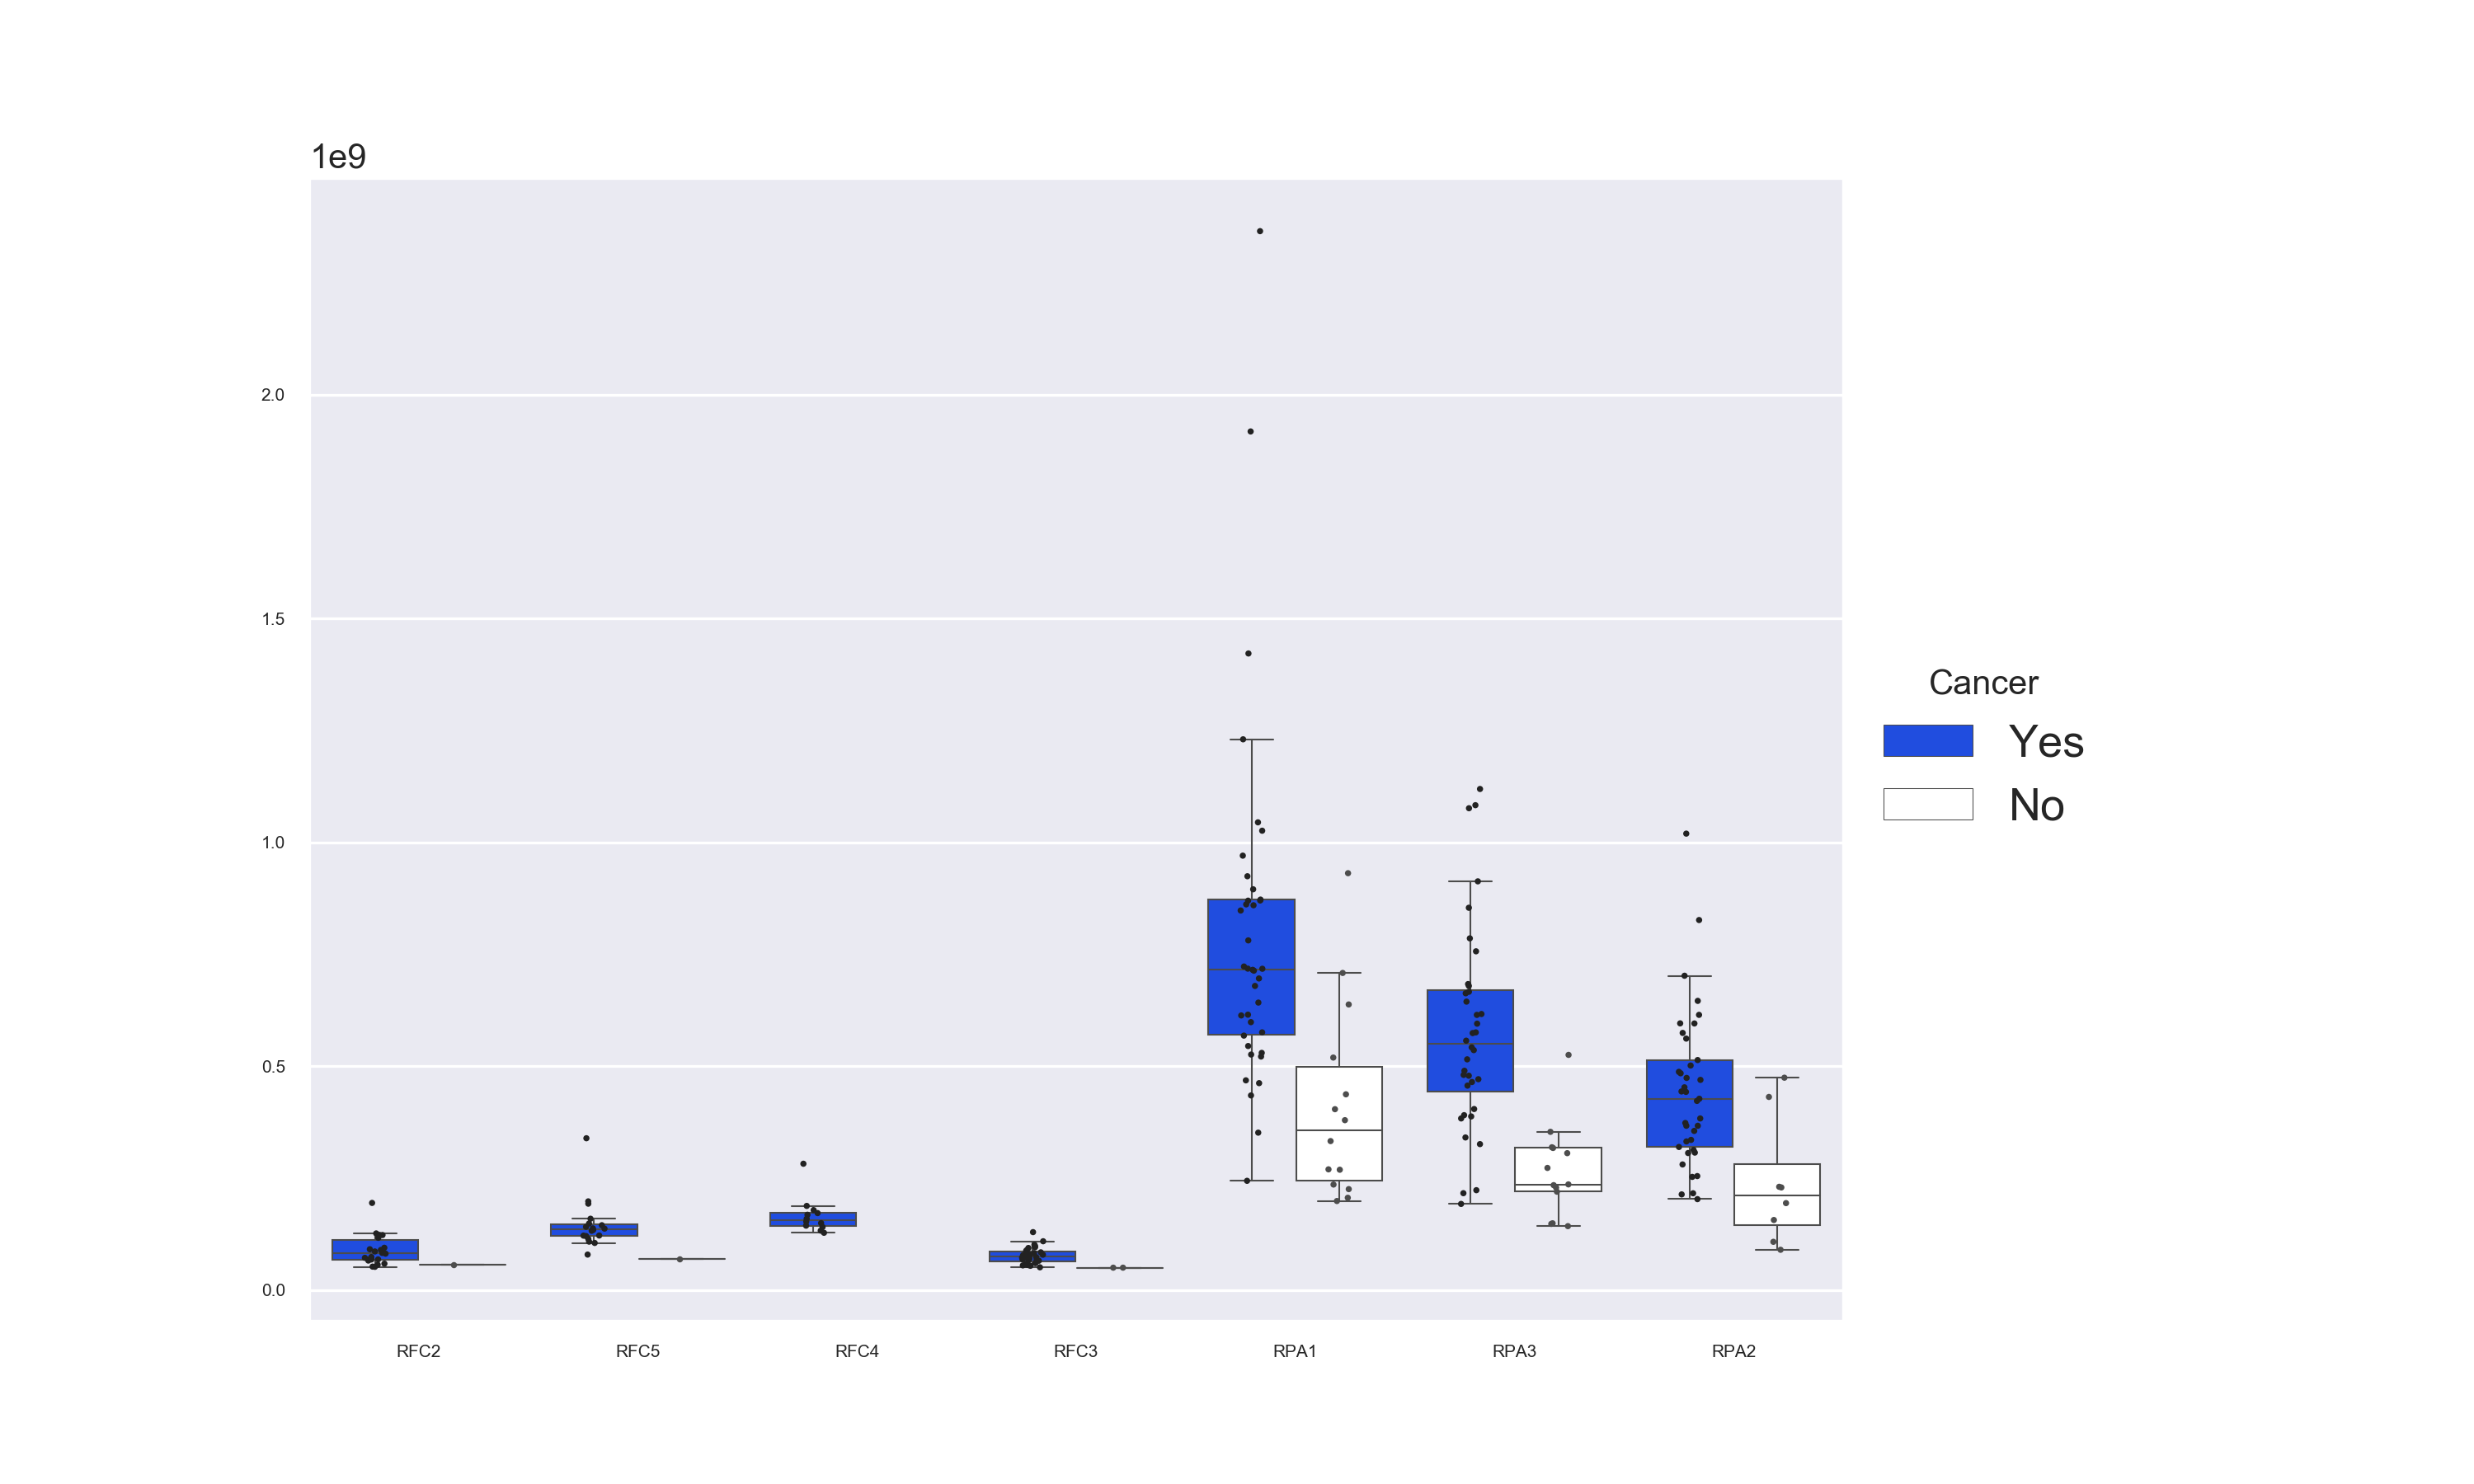 1e9
2.0
1.5
1.0
0.5
0.0
RFC2 RFC5 RFC4 RFC3 RPA1 RPA3 RPA2
Cancer
Yes
No